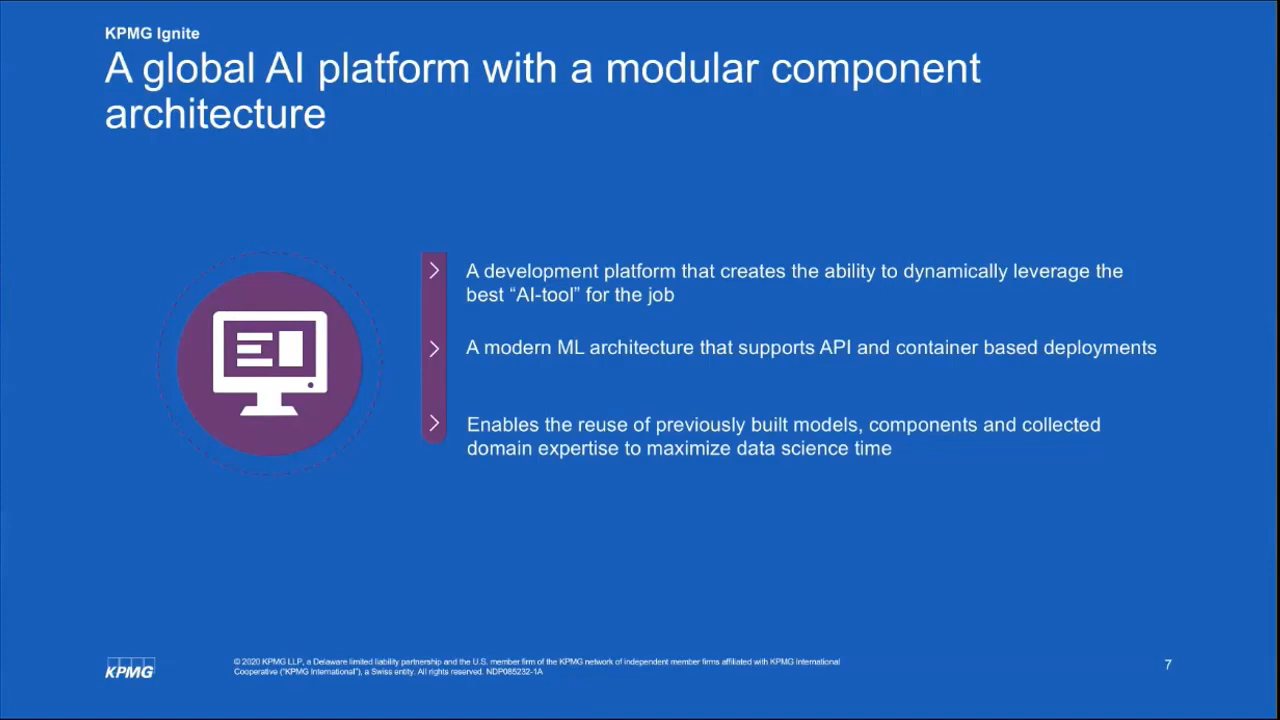 KPMG Ignite
A global AI platform with a modular component
architecture
A development platform that creates the ability to dynamically leverage the
best “AI-tool” for the job
A modern ML architecture that supports API and container based deployments
Enables the reuse of previously built models, components and collected
domain expertise to maximize data science time
KPMG
© 2020 KPMG LLP, a Delaware limited liability partnership and the U.S. member firm of the KPMG network of independent member firms affiliated with KPMG International
Cooperative (“KPMG International”), a Swiss entity. All rights reserved. NDP085232-1A
7